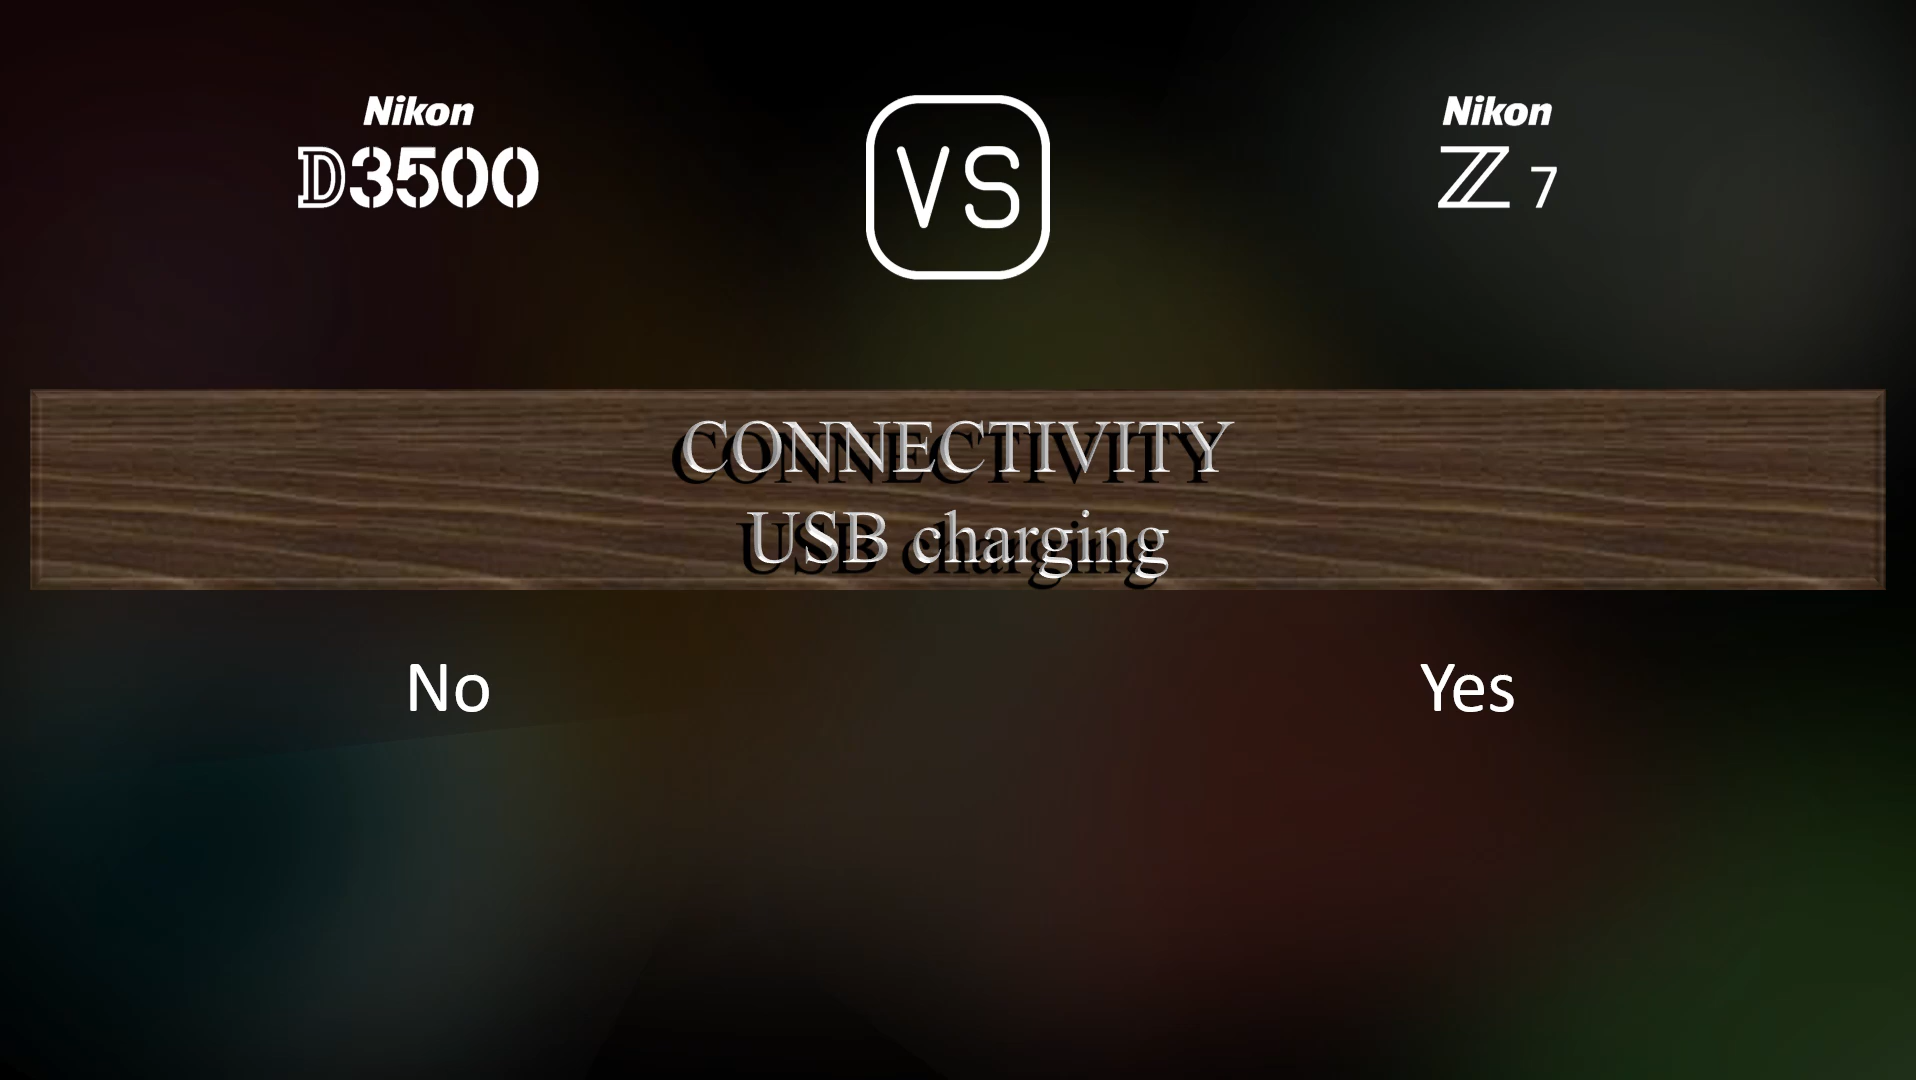 Nikon
D3500
VS
Nikon
Z 7
CONNECTIVITY
USB charging
No
Yes